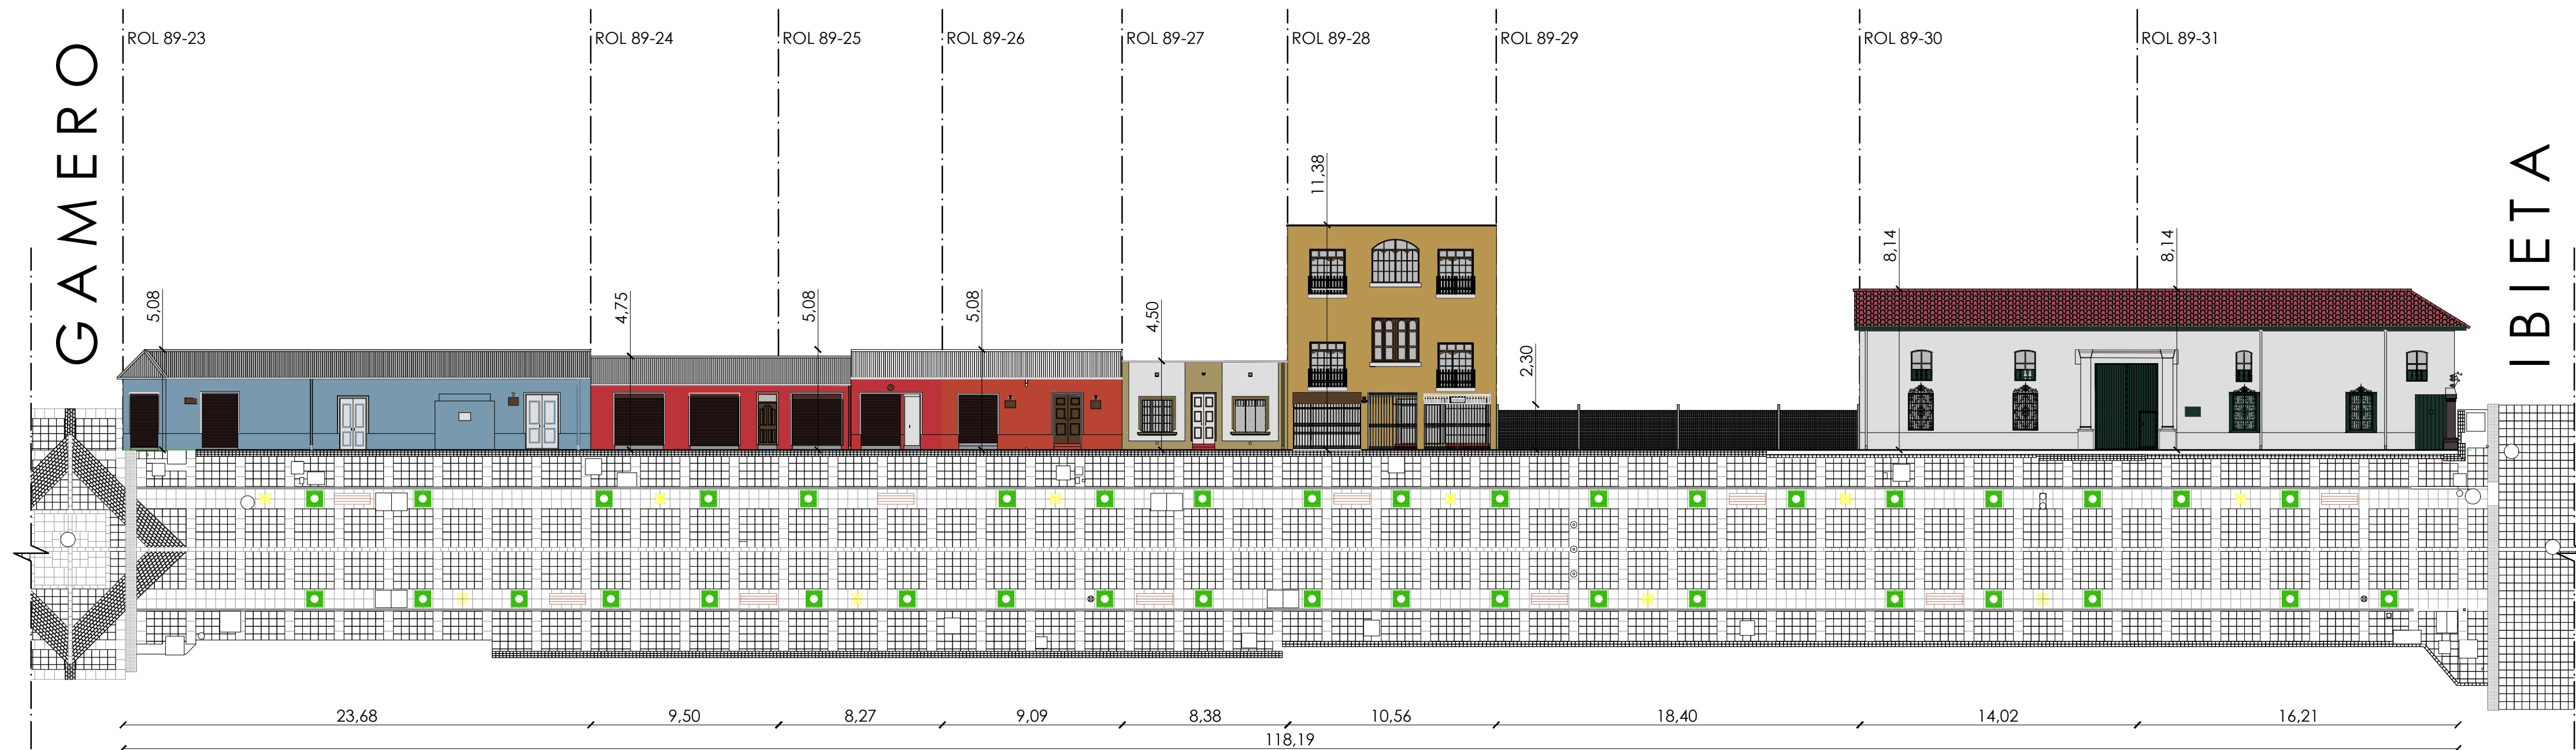 ROL 89-23
ROL 89-24
ROL 89-25
ROL 89-26
ROL 89-27
ROL 89-28
ROL 89-29
ROL 89-30
ROL 89-31
GAMERO
IBIETA
5,08
4,75
5,08
5,08
4,50
11,38
2,30
8,14
8,14
23,68
9,50
8,27
9,09
8,38
10,56
18,40
14,02
16,21
118,19